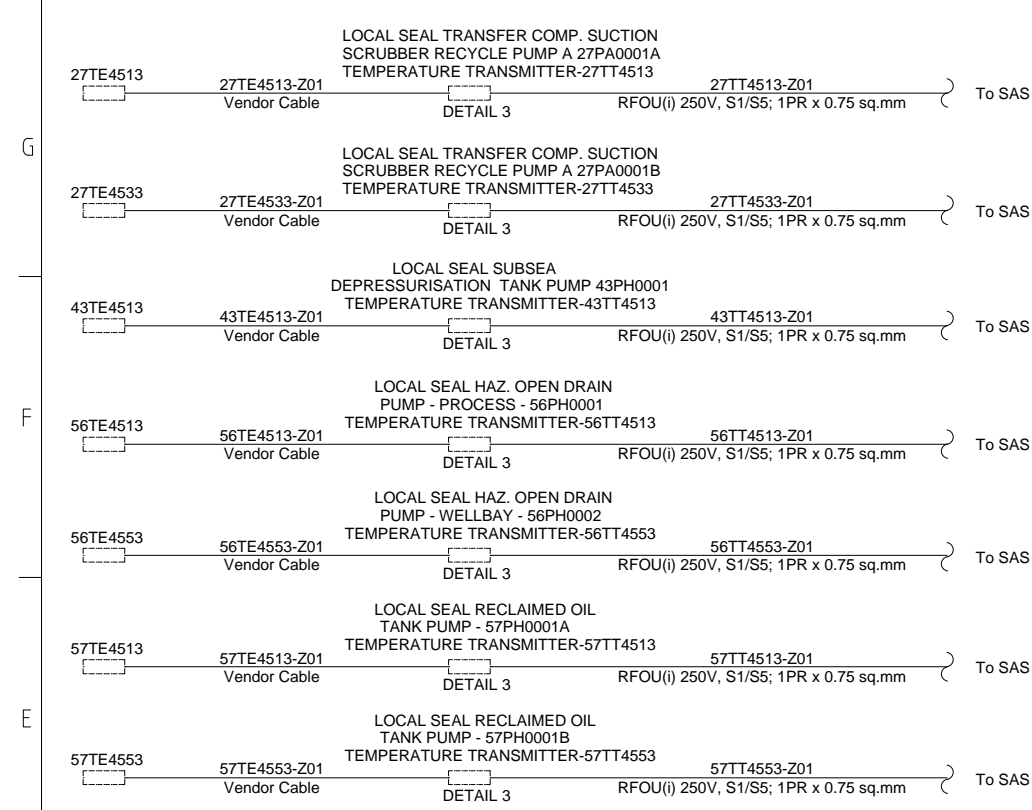 LOCAL SEAL TRANSFER COMP. SUCTION
SCRUBBER RECYCLE PUMP A 27PA0001A
TEMPERATURE TRANSMITTER-27TT4513
27TE4513
27TE4513-Z01
27TT4513-Z01
To SAS
Vendor Cable
RFOU(i) 250V, S1/S5; 1PR x 0.75 sq.mm
DETAIL 3
G
LOCAL SEAL TRANSFER COMP. SUCTION
SCRUBBER RECYCLE PUMP A 27PA0001B
TEMPERATURE TRANSMITTER-27TT4533
27TE4533
27TE4533-Z01
27TT4533-Z01
To SAS
Vendor Cable
RFOU(i) 250V, S1/S5; 1PR x 0.75 sq.mm
DETAIL 3
LOCAL SEAL SUBSEA
DEPRESSURISATION TANK PUMP 43PH0001
TEMPERATURE TRANSMITTER-43TT4513
43TE4513
43TE4513-Z01
43TT4513-Z01
To SAS
Vendor Cable
RFOU(i) 250V, S1/S5; 1PR x 0.75 sq.mm
DETAIL 3
LOCAL SEAL HAZ. OPEN DRAIN
PUMP - PROCESS - 56PH0001
TEMPERATURE TRANSMITTER-56TT4513
F
56TE4513
56TE4513-Z01
56TT4513-Z01
To SAS
Vendor Cable
RFOU(i) 250V, S1/S5; 1PR x 0.75 sq.mm
DETAIL 3
LOCAL SEAL HAZ. OPEN DRAIN
PUMP - WELLBAY - 56PH0002
TEMPERATURE TRANSMITTER-56TT4553
56TE4553
56TE4553-Z01
56TT4553-Z01
To SAS
Vendor Cable
RFOU(i) 250V, S1/S5; 1PR x 0.75 sq.mm
DETAIL 3
LOCAL SEAL RECLAIMED OIL
TANK PUMP - 57PH0001A
TEMPERATURE TRANSMITTER-57TT4513
57TE4513
57TE4513-Z01
57TT4513-Z01
To SAS
Vendor Cable
RFOU(i) 250V, S1/S5; 1PR x 0.75 sq.mm
DETAIL 3
E
LOCAL SEAL RECLAIMED OIL
TANK PUMP - 57PH0001B
TEMPERATURE TRANSMITTER-57TT4553
57TE4553
57TE4553-Z01
57TT4553-Z01
To SAS
Vendor Cable
RFOU(i) 250V, S1/S5; 1PR x 0.75 sq.mm
DETAIL 3